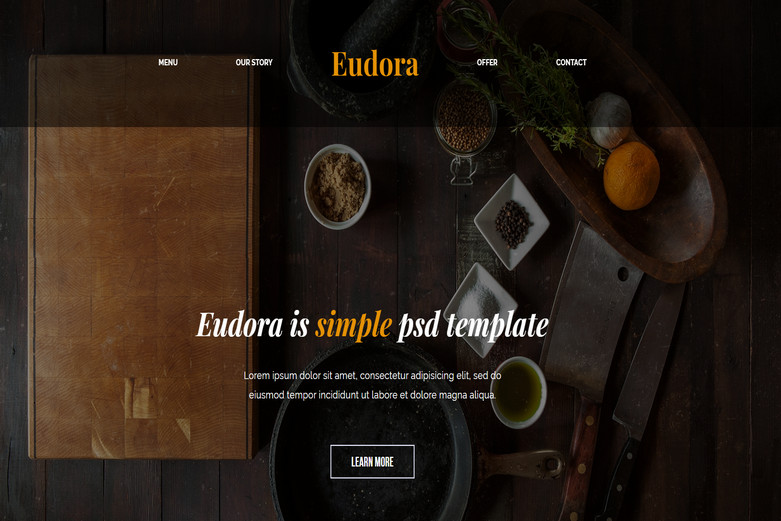 MENU OUR STORY Eudora OFFER CONTACT
Eudora is simple psd template
Lorem ipsum dolor sit amet, consectetur adipisicing elit, sed do
eiusmod tempor incididunt ut labore et dolore magna aliqua.
LEARN MORE